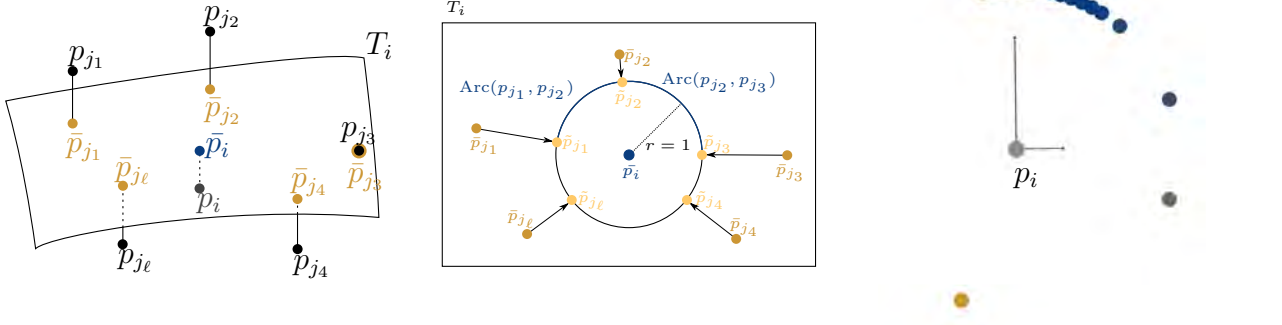 p_{j_2}
T_i
p_{j_1}
p̄_{j_2}
p_{j_3}
p̄_{j_1}
p̄_i
p̄_{j_ℓ}
p̄_{j_4}
p̄_{j_3}
p_i
p_{j_ℓ}
p_{j_4}
T_i
p̄_{j_2}
Arc(p_{j_1}, p_{j_2})
Arc(p_{j_2}, p_{j_3})
p̃_{j_2}
p̄_{j_1}
p̃_{j_1}
r = 1
p̃_{j_3}
p̄_i
p̄_{j_3}
p̃_{j_ℓ}
p̃_{j_4}
p̄_{j_ℓ}
p̄_{j_4}
p_i